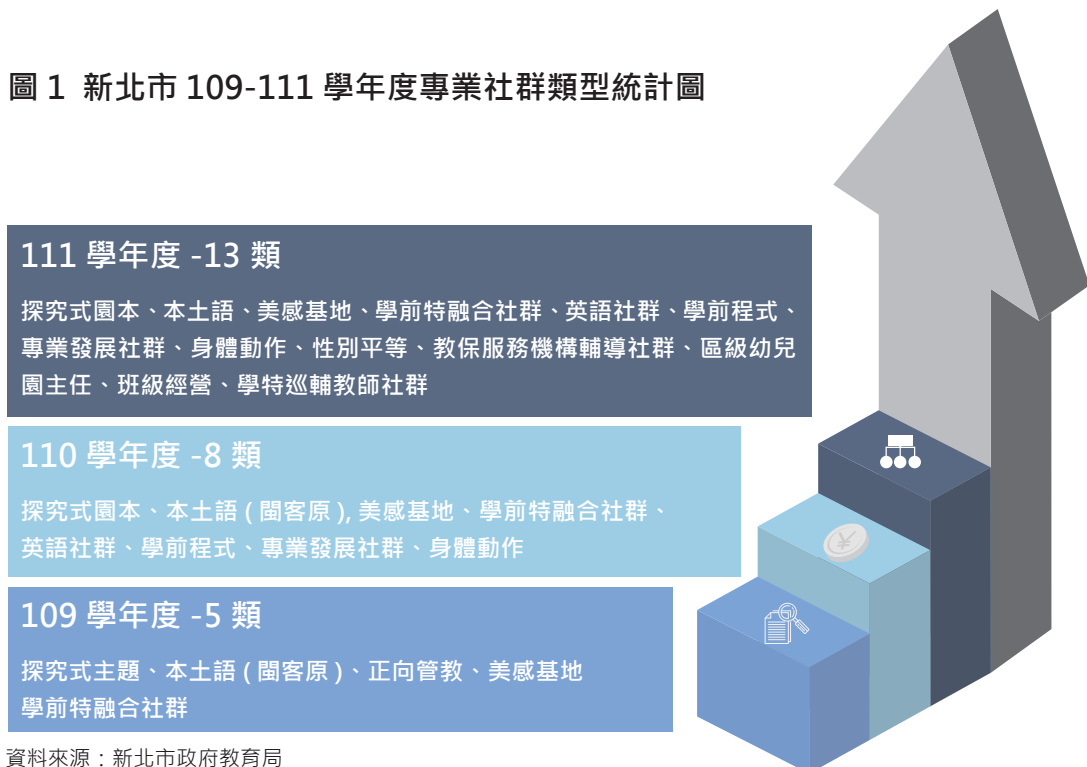 圖 1 新北市 109-111 學年度專業社群類型統計圖
111 學年度 -13 類
探究式園本、本土語、美感基地、學前特融合社群、英語社群、學前程式、
專業發展社群、身體動作、性別平等、教保服務機構輔導社群、區級幼兒
園主任、班級經營、學特巡輔教師社群
110 學年度 -8 類
探究式園本、本土語 ( 閩客原 ), 美感基地、學前特融合社群、
英語社群、學前程式、專業發展社群、身體動作
109 學年度 -5 類
探究式主題、本土語 ( 閩客原 )、正向管教、美感基地
學前特融合社群
資料來源：新北市政府教育局